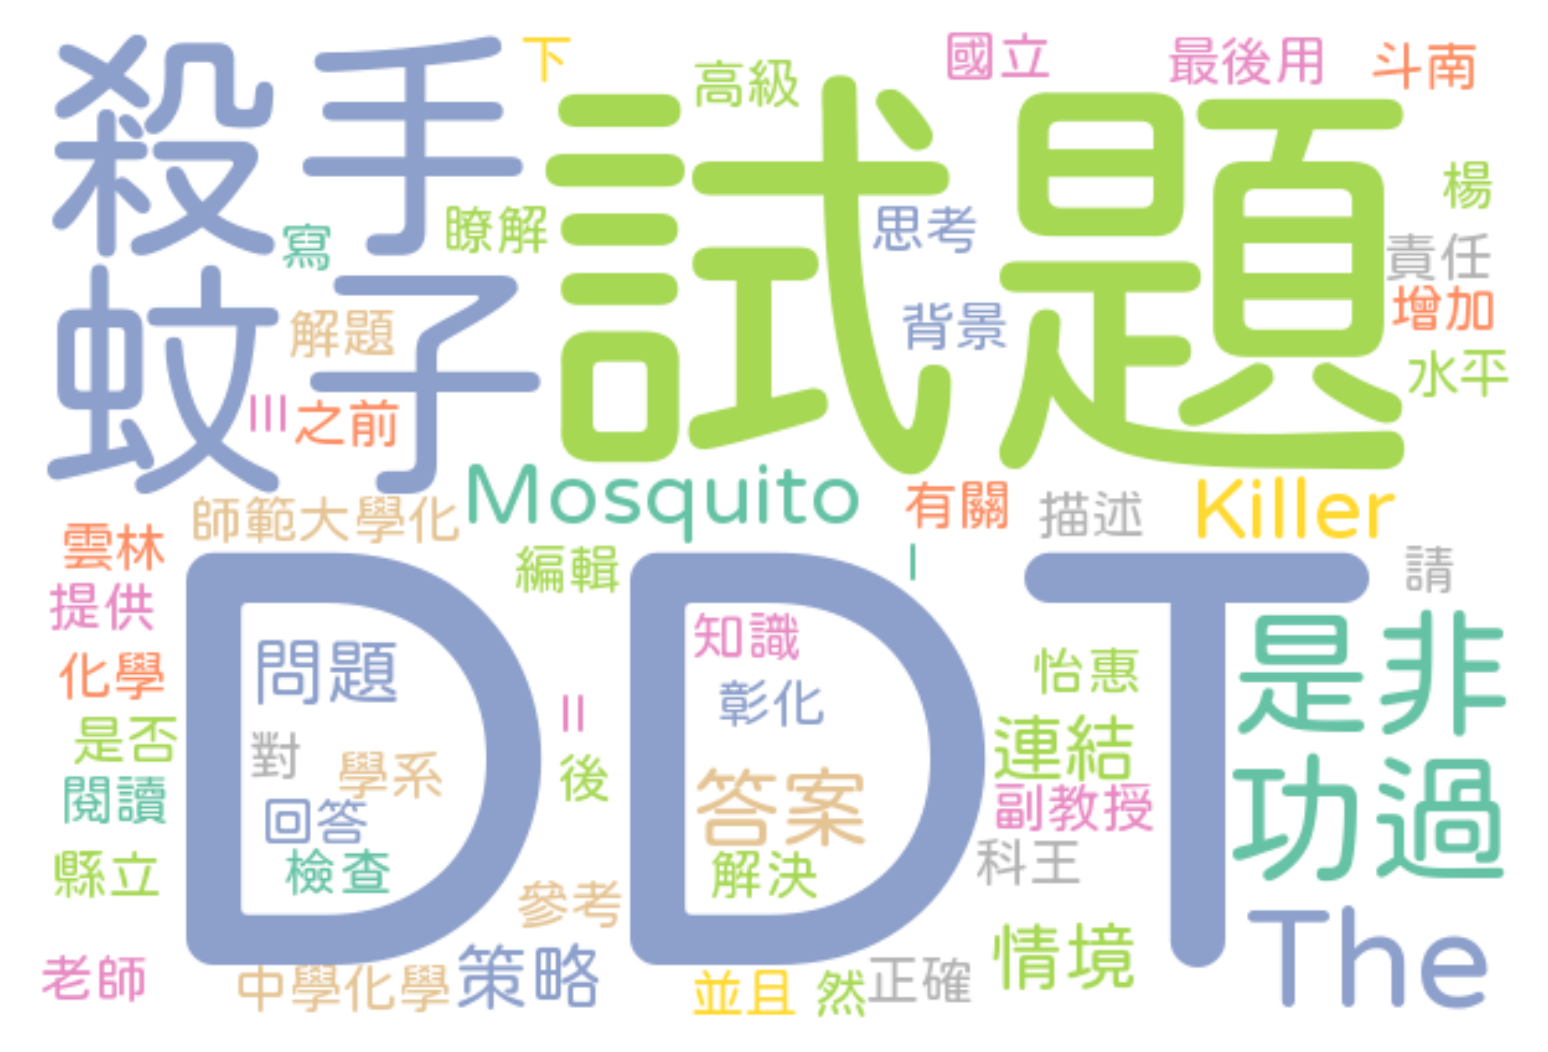 殺手
下
高級
國立
最後用
斗南
試題
楊
寫
瞭解
思考
責任
蚊子
解題
背景
增加
水平
III
之前
Mosquito
Killer
師範大學化
有關
描述
雲林
編輯
I
請
DDT
提供
知識
是非
問題
怡惠
化學
彰化
II
是否
對
連結
學系
後
閱讀
答案
副教授
功過
回答
縣立
檢查
解決
科王
參考
The
情境
老師
中學化學
策略
並且
然
正確